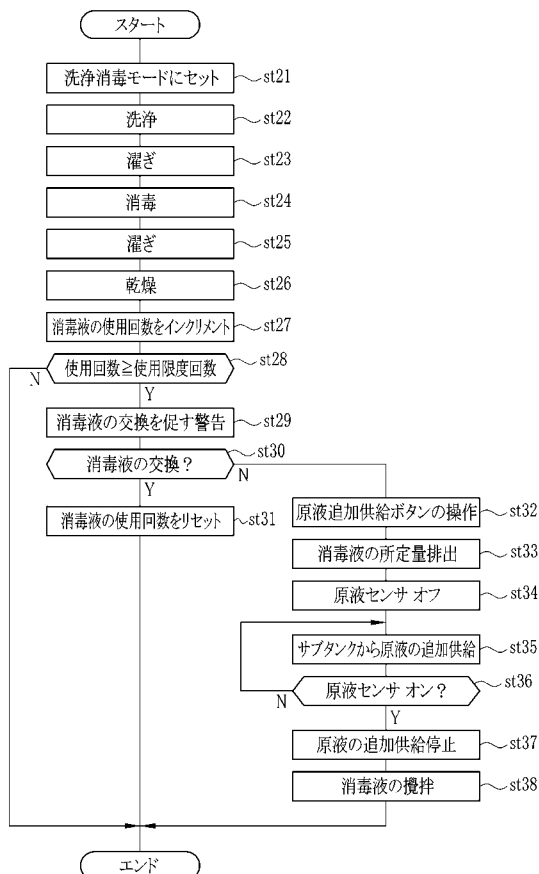 スタート
洗浄消毒モードにセット st21
洗浄 st22
濯ぎ st23
消毒 st24
濯ぎ st25
乾燥 st26
消毒液の使用回数をインクリメント st27
使用回数≧使用限度回数 st28
N
Y
消毒液の交換を促す警告 st29
消毒液の交換？ st30
N
Y
消毒液の使用回数をリセット st31
原液追加供給ボタンの操作 st32
消毒液の所定量排出 st33
原液センサ オフ st34
サブタンクから原液の追加供給 st35
原液センサ オン？ st36
N
Y
原液の追加供給停止 st37
消毒液の攪拌 st38
エンド